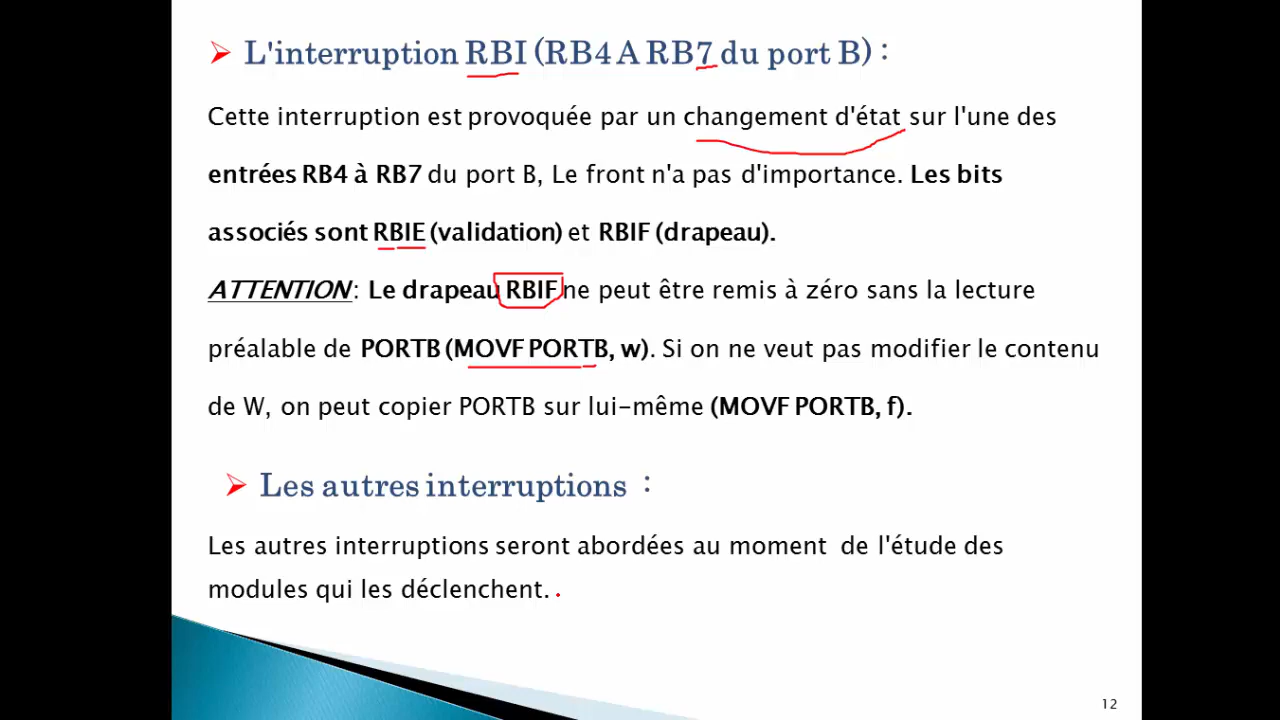 L'interruption RBI (RB4 A RB7 du port B) :
Cette interruption est provoquée par un changement d'état sur l'une des
entrées RB4 à RB7 du port B, Le front n'a pas d'importance. Les bits
associés sont RBIE (validation) et RBIF (drapeau).
ATTENTION : Le drapeau RBIF ne peut être remis à zéro sans la lecture
préalable de PORTB (MOVF PORTB, w). Si on ne veut pas modifier le contenu
de W, on peut copier PORTB sur lui-même (MOVF PORTB, f).
Les autres interruptions :
Les autres interruptions seront abordées au moment de l'étude des
modules qui les déclenchent.
12